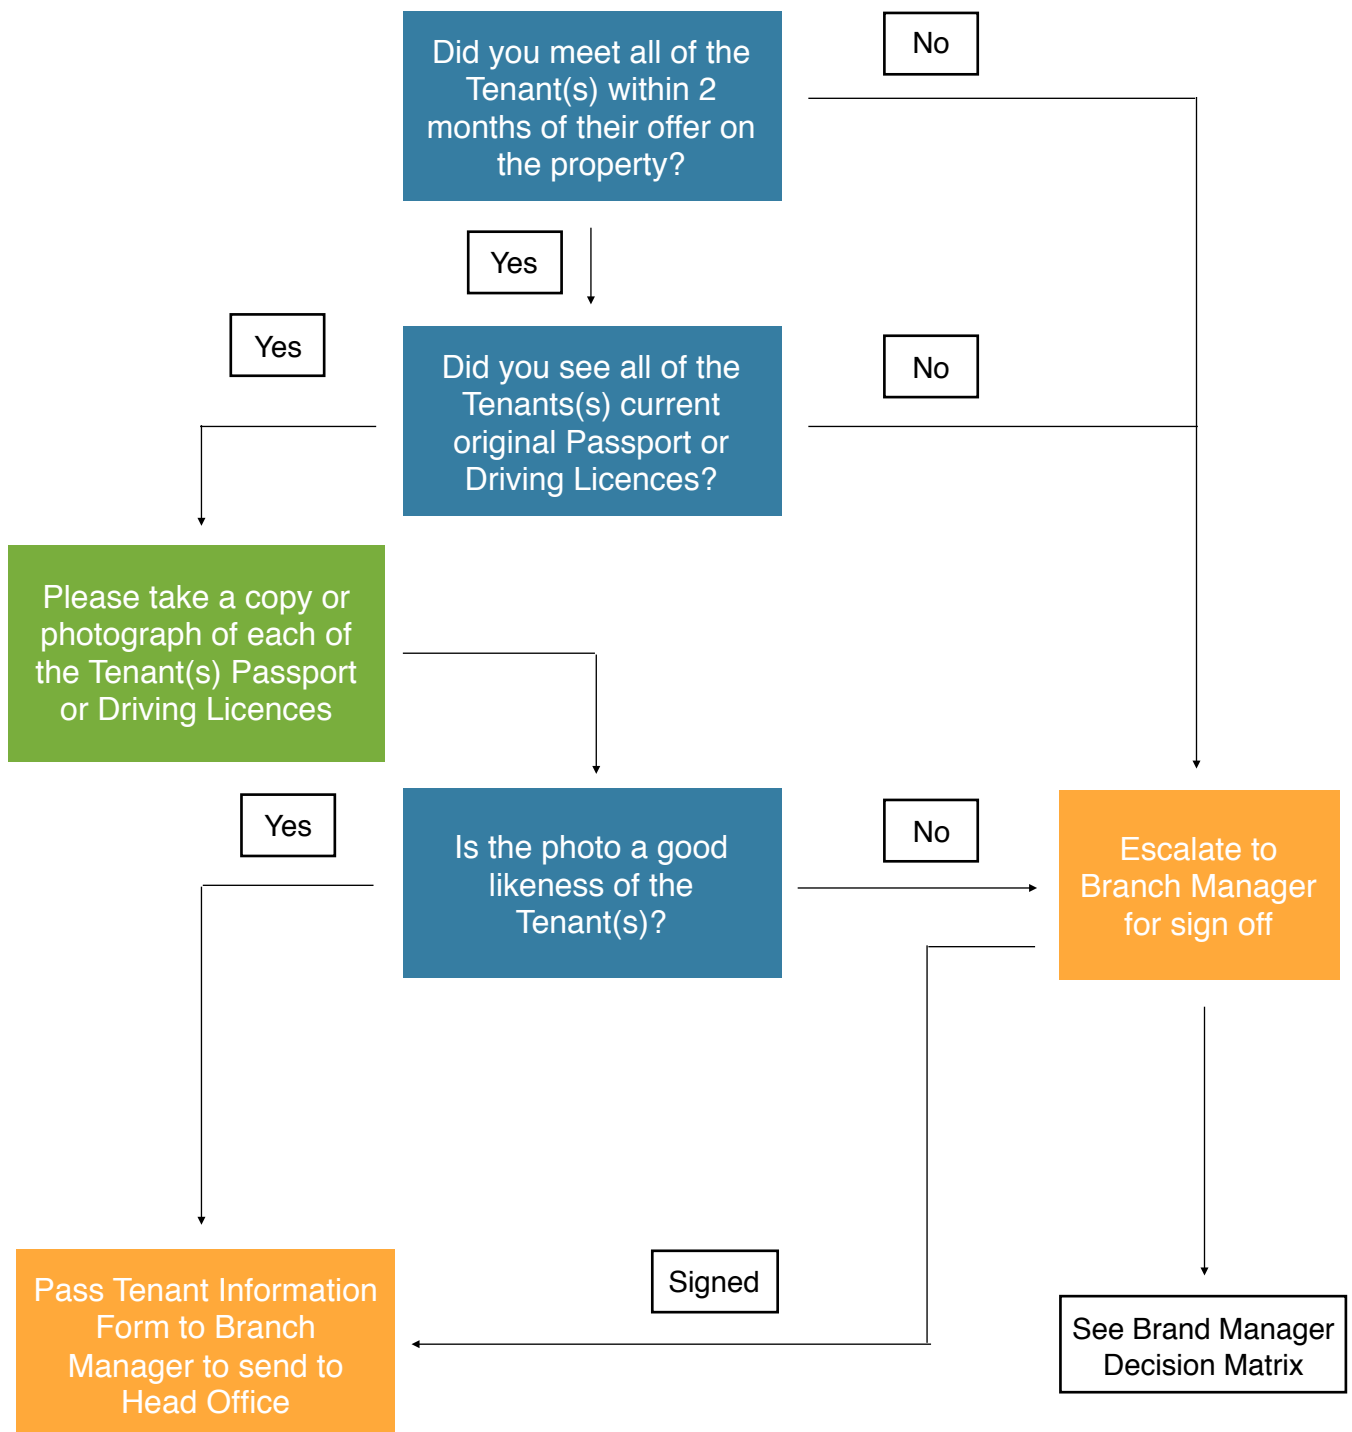 Did you meet all of the
Tenant(s) within 2
months of their offer on
the property?
No
Yes
Yes
Did you see all of the
Tenants(s) current
original Passport or
Driving Licences?
No
Please take a copy or
photograph of each of
the Tenant(s) Passport
or Driving Licences
Yes
Is the photo a good
likeness of the
Tenant(s)?
No
Escalate to
Branch Manager
for sign off
Pass Tenant Information
Form to Branch
Manager to send to
Head Office
Signed
See Brand Manager
Decision Matrix